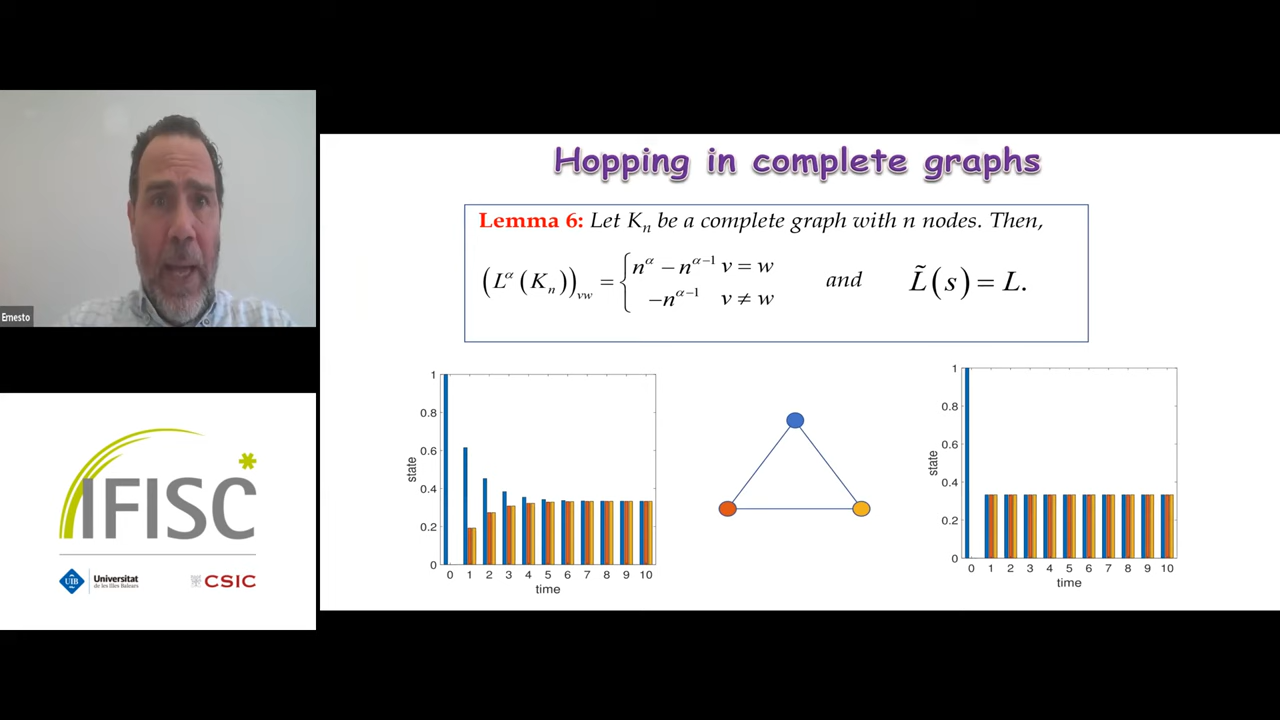 Hopping in complete graphs
Lemma 6: Let Kₙ be a complete graph with n nodes. Then,
(L^α(Kₙ))_vw = { n^α − n^(α−1) v = w
−n^(α−1) v ≠ w
and L̃(s) = L.
Ernesto
IFISC
UIB Universitat de les Illes Balears
CSIC
state
1
0.8
0.6
0.4
0.2
0
0 1 2 3 4 5 6 7 8 9 10
time
state
1
0.8
0.6
0.4
0.2
0
0 1 2 3 4 5 6 7 8 9 10
time